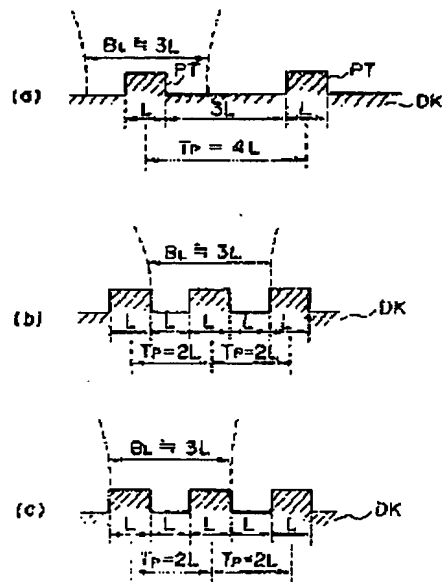 BL ≒ 3L
PT PT
(a) DK
L 3L L
TP = 4L
BL ≒ 3L
(b) DK
L L L L L
TP=2L TP=2L
BL ≒ 3L
(c) DK
L L L L L
TP=2L TP=2L